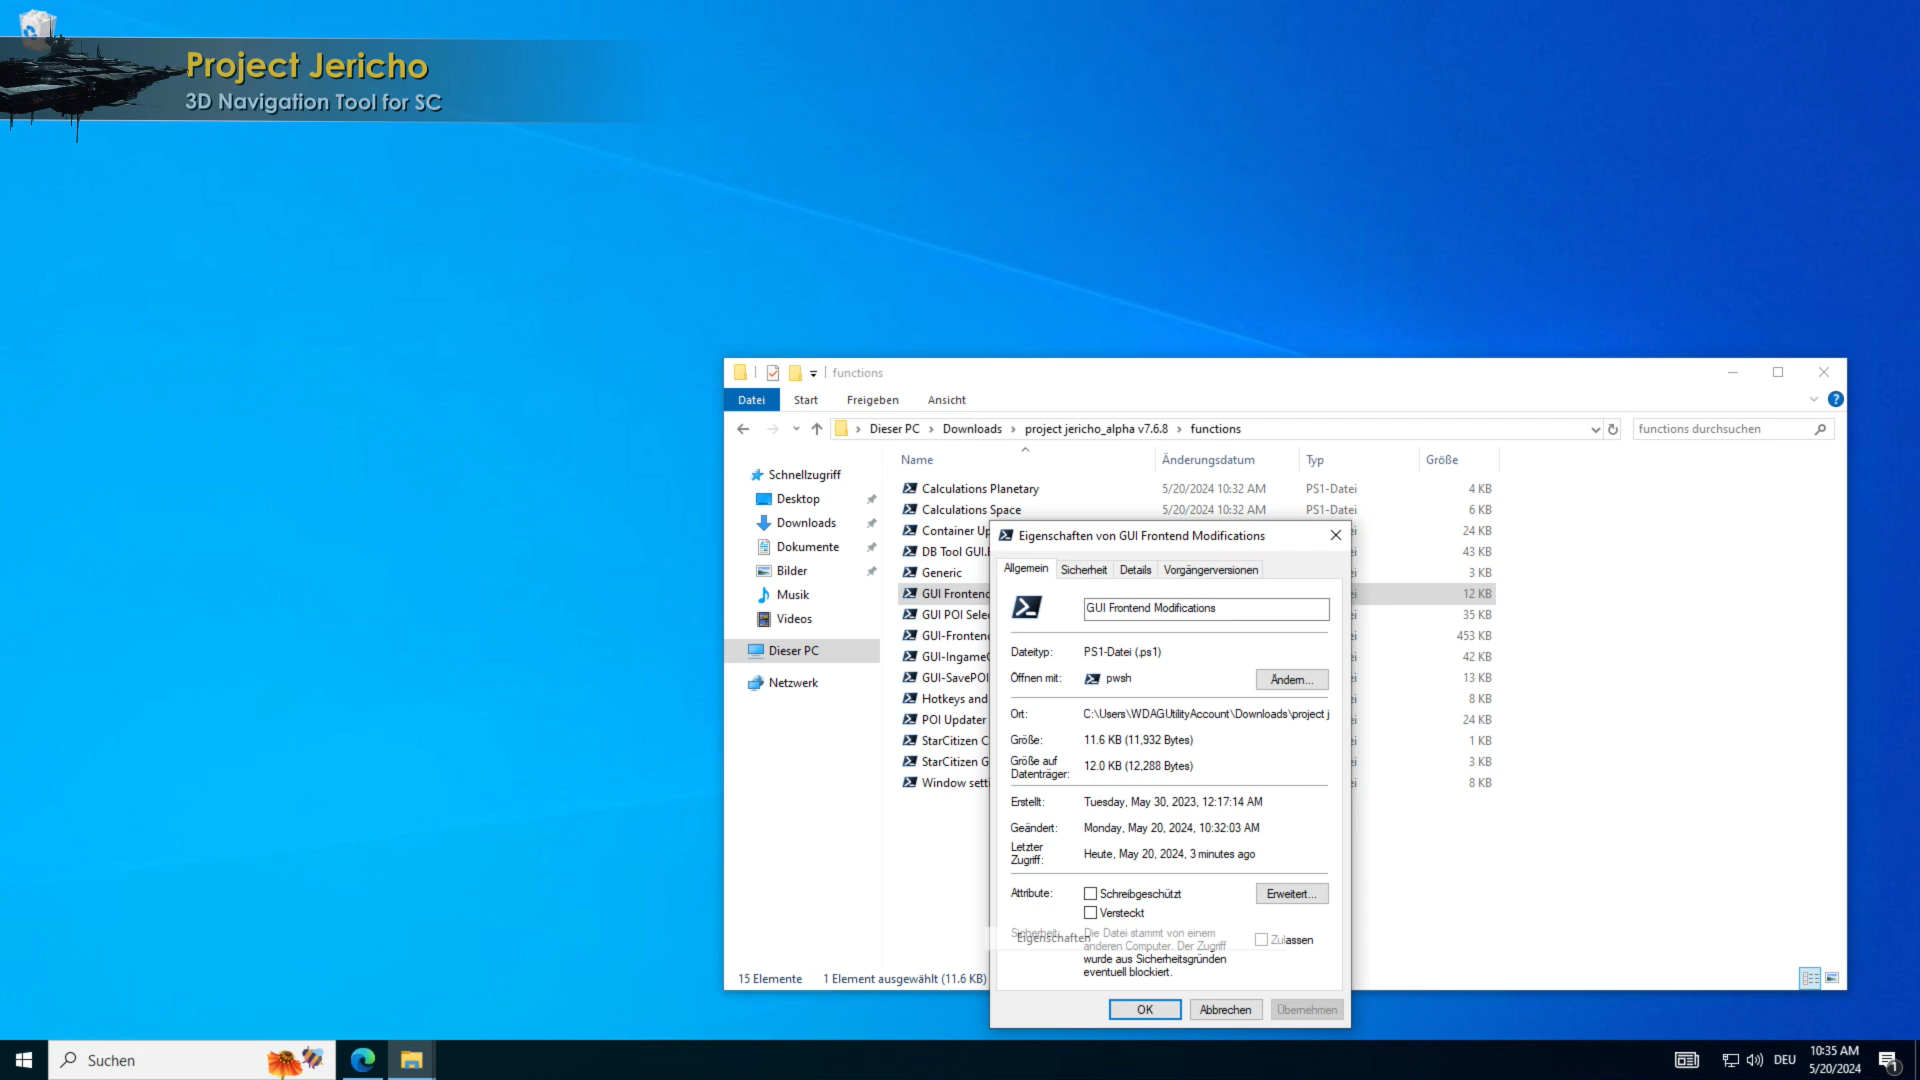 Project Jericho
3D Navigation Tool for SC
functions
Datei Start Freigeben Ansicht
?
Dieser PC Downloads project jericho_alpha v7.6.8 functions
functions durchsuchen
Name Änderungsdatum Typ Größe
Schnellzugriff
Desktop
Downloads
Dokumente
Bilder
Musik
Videos
Dieser PC
Netzwerk
Calculations Planetary 5/20/2024 10:32 AM PS1-Datei 4 KB
Calculations Space 5/20/2024 10:32 AM PS1-Datei 6 KB
Container Up 24 KB
DB Tool GUI. 43 KB
Generic 3 KB
GUI Frontend 12 KB
GUI POI Sele 35 KB
GUI-Frontend 453 KB
GUI-Ingame 42 KB
GUI-SavePOI 13 KB
Hotkeys and 8 KB
POI Updater 24 KB
StarCitizen C 1 KB
StarCitizen G 3 KB
Window sett 8 KB
15 Elemente 1 Element ausgewählt (11.6 KB)
Eigenschaften von GUI Frontend Modifications
Allgemein Sicherheit Details Vorgängerversionen
GUI Frontend Modifications
Dateityp: PS1-Datei (.ps1)
Öffnen mit: pwsh Ändern...
Ort: C:\Users\WDAGUtilityAccount\Downloads\project j
Größe: 11.6 KB (11,932 Bytes)
Größe auf Datenträger: 12.0 KB (12,288 Bytes)
Erstellt: Tuesday, May 30, 2023, 12:17:14 AM
Geändert: Monday, May 20, 2024, 10:32:03 AM
Letzter Zugriff: Heute, May 20, 2024, 3 minutes ago
Attribute: Schreibgeschützt Erweitert...
Versteckt
Sicherheit: Die Datei stammt von einem
anderen Computer. Der Zugriff
wurde aus Sicherheitsgründen
eventuell blockiert.
Zulassen
Eigenschaften
OK Abbrechen Übernehmen
Suchen
DEU
10:35 AM
5/20/2024
1